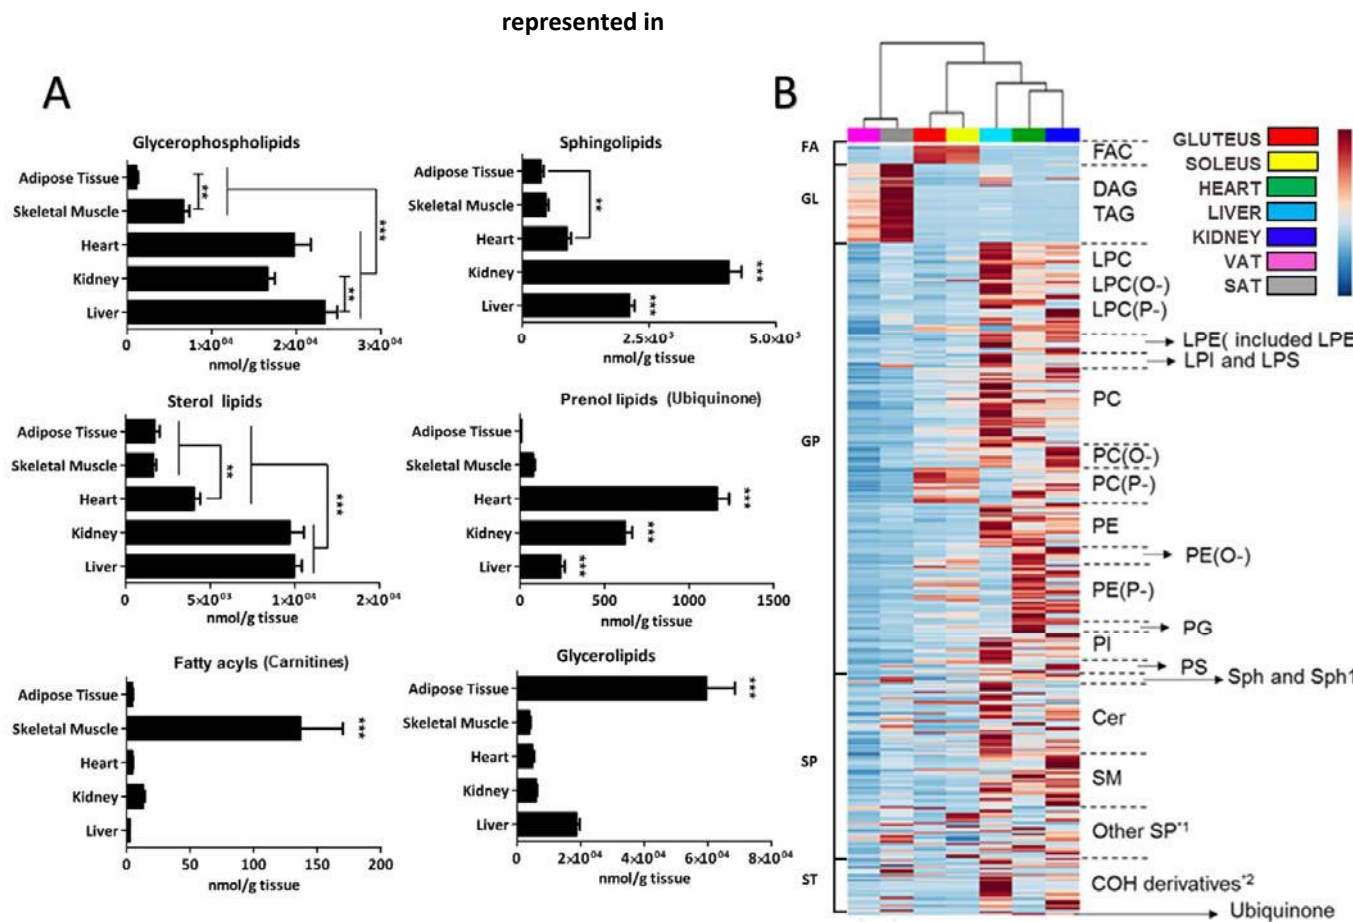 represented in
A
Glycerophospholipids
Adipose Tissue
Skeletal Muscle
Heart
Kidney
Liver
**
***
**
0 1×10⁰⁴ 2×10⁰⁴ 3×10⁰⁴
nmol/g tissue
Sphingolipids
Adipose Tissue
Skeletal Muscle
Heart
Kidney
Liver
**
***
***
0 2.5×10³ 5.0×10³
nmol/g tissue
Sterol lipids
Adipose Tissue
Skeletal Muscle
Heart
Kidney
Liver
**
***
0 5×10⁰³ 1×10⁰⁴ 2×10⁰⁴
nmol/g tissue
Prenol lipids (Ubiquinone)
Adipose Tissue
Skeletal Muscle
Heart
Kidney
Liver
***
***
***
0 500 1000 1500
nmol/g tissue
Fatty acyls (Carnitines)
Adipose Tissue
Skeletal Muscle
Heart
Kidney
Liver
***
0 50 100 150 200
nmol/g tissue
Glycerolipids
Adipose Tissue
Skeletal Muscle
Heart
Kidney
Liver
***
0 2×10⁰⁴ 4×10⁰⁴ 6×10⁰⁴ 8×10⁰⁴
nmol/g tissue
B
FA
GL
GP
SP
ST
FAC
DAG
TAG
LPC
LPC(O-)
LPC(P-)
LPE( included LPE
LPI and LPS
PC
PC(O-)
PC(P-)
PE
PE(O-)
PE(P-)
PG
PI
PS
Sph and Sph1
Cer
SM
Other SP*1
COH derivatives*2
Ubiquinone
GLUTEUS
SOLEUS
HEART
LIVER
KIDNEY
VAT
SAT